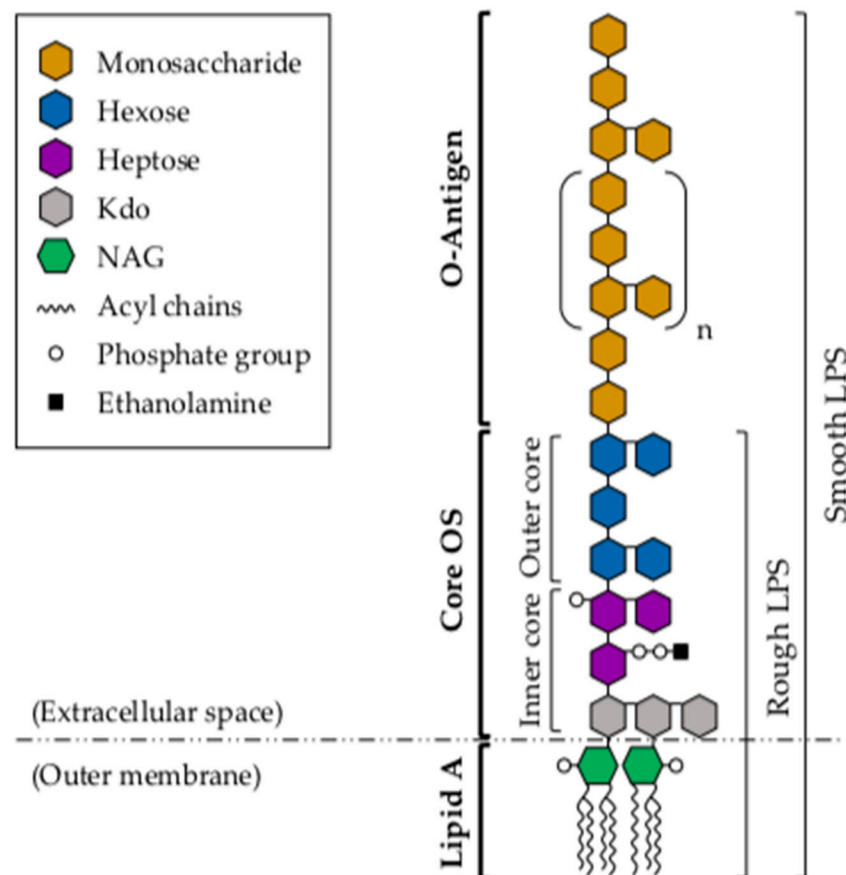 Monosaccharide
Hexose
Heptose
Kdo
NAG
Acyl chains
Phosphate group
Ethanolamine
O-Antigen
n
Smooth LPS
Core OS
Outer core
Inner core
Rough LPS
(Extracellular space)
(Outer membrane)
Lipid A